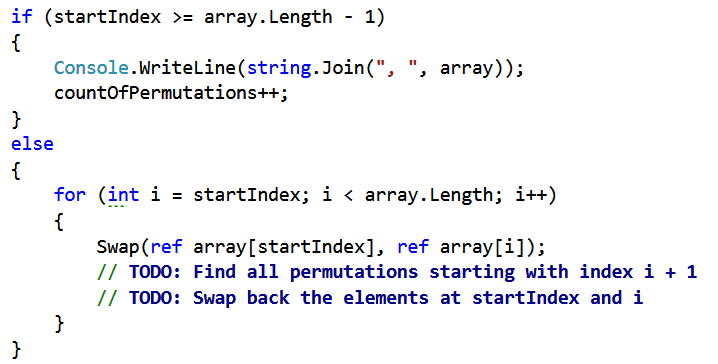 if (startIndex >= array.Length - 1)
{
    Console.WriteLine(string.Join(", ", array));
    countOfPermutations++;
}
else
{
    for (int i = startIndex; i < array.Length; i++)
    {
        Swap(ref array[startIndex], ref array[i]);
        // TODO: Find all permutations starting with index i + 1
        // TODO: Swap back the elements at startIndex and i
    }
}